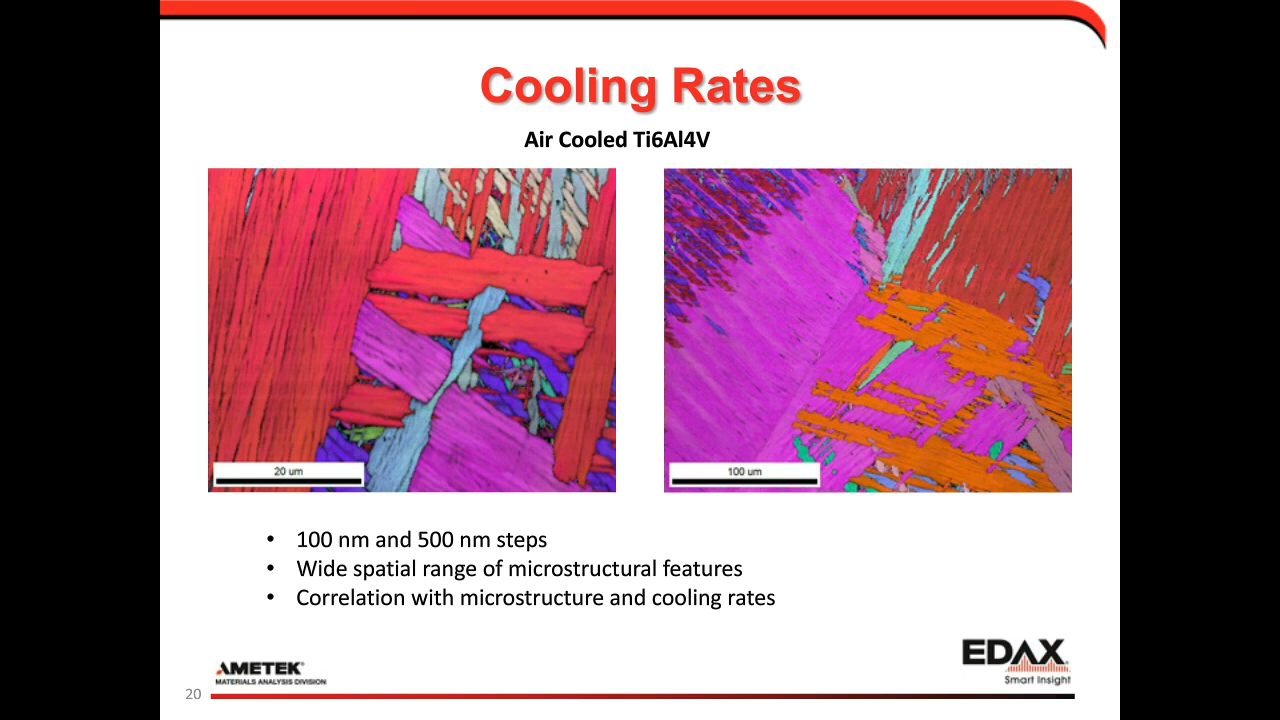 Cooling Rates
Air Cooled Ti6Al4V
20 um
100 um
• 100 nm and 500 nm steps
• Wide spatial range of microstructural features
• Correlation with microstructure and cooling rates
AMETEK®
MATERIALS ANALYSIS DIVISION
EDAX
Smart Insight
20